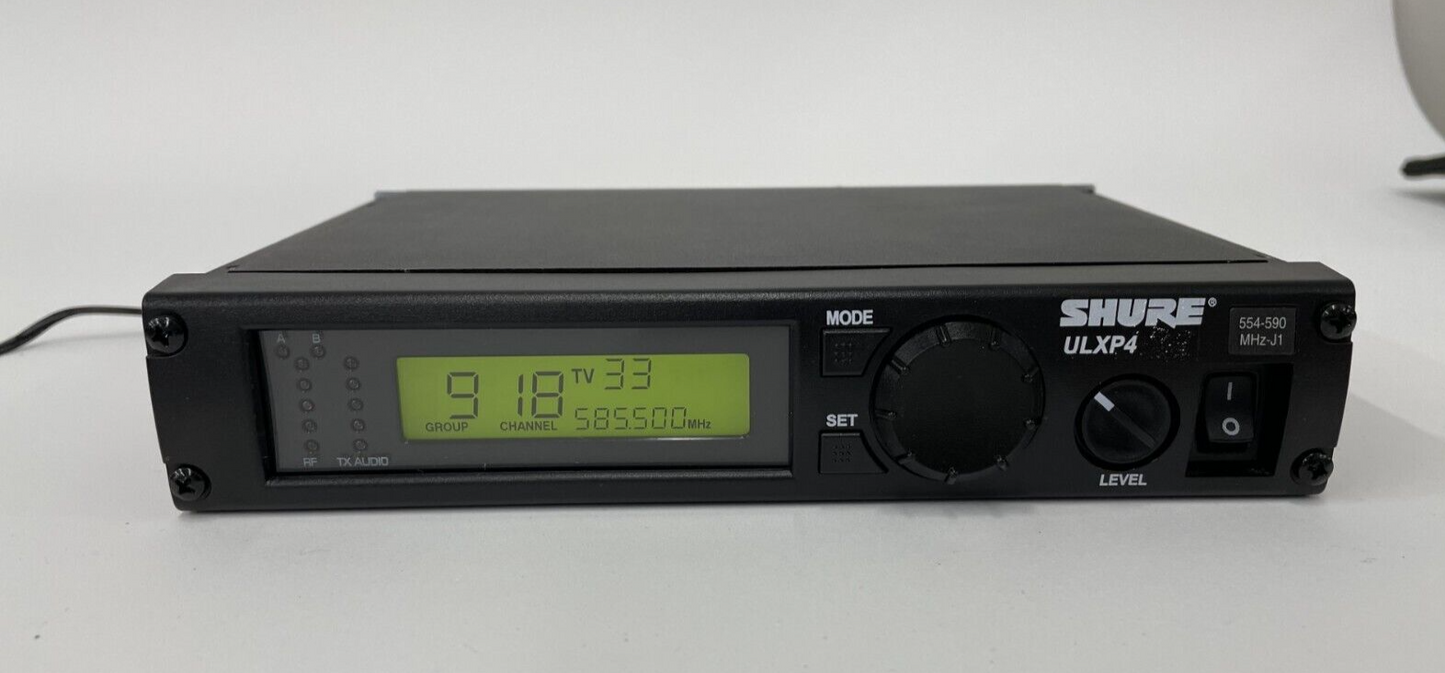 A B
RF TX AUDIO
9 18 TV 33
GROUP CHANNEL 585.500 MHz
MODE
SET
SHURE®
ULXP4
554-590
MHz-J1
LEVEL
I
O